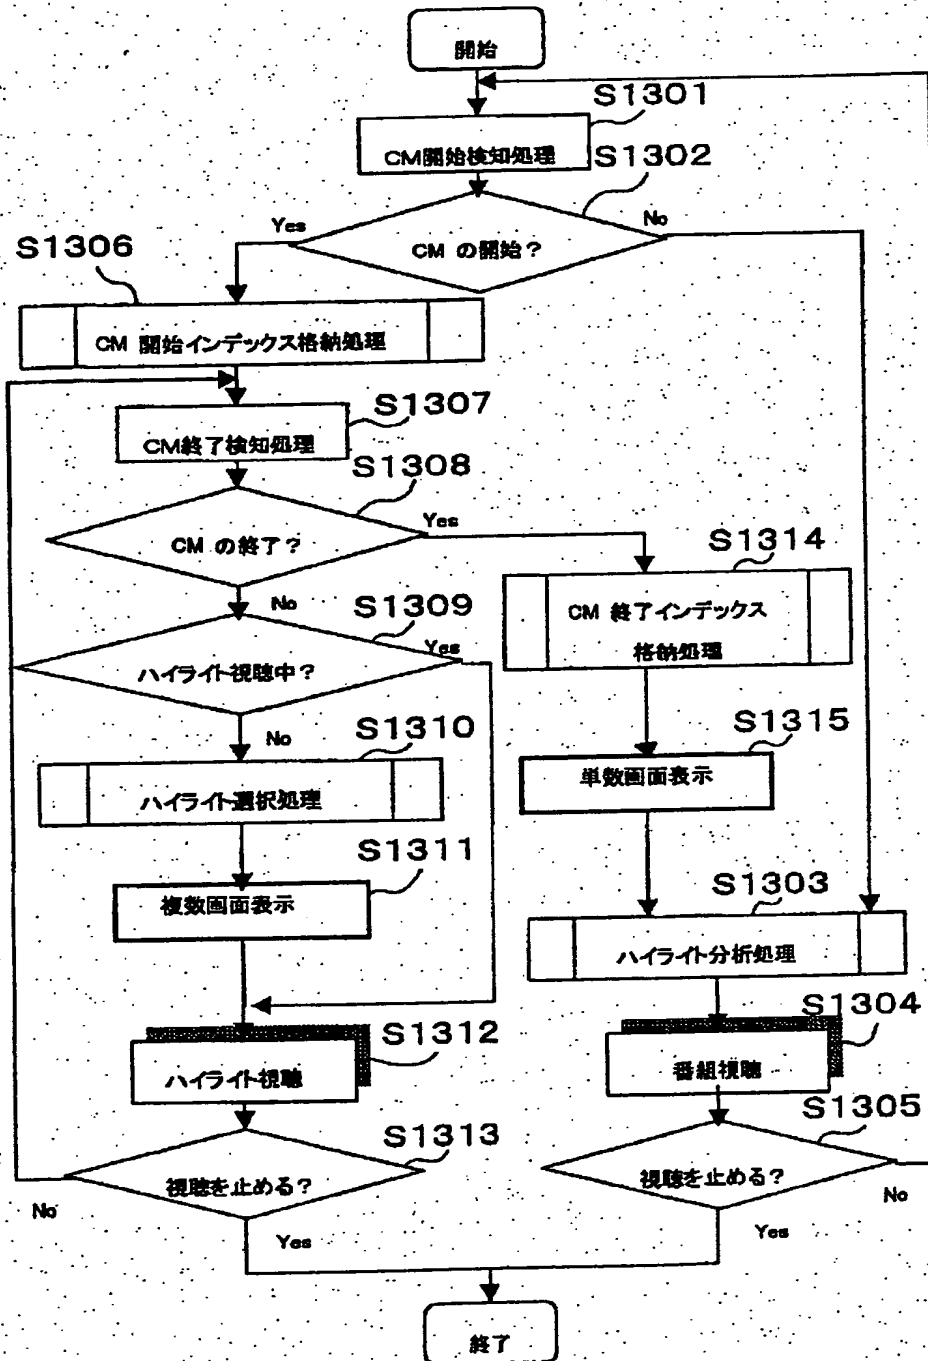 開始
S1301
CM開始検知処理
S1302
Yes
No
CM の開始？
S1306
CM 開始インデックス格納処理
S1307
CM終了検知処理
S1308
Yes
CM の終了？
S1314
No
CM 終了インデックス
格納処理
S1309
Yes
ハイライト視聴中？
No
S1310
S1315
ハイライト選択処理
単数画面表示
S1311
複数画面表示
S1303
ハイライト分析処理
S1304
S1312
ハイライト視聴
番組視聴
S1305
S1313
視聴を止める？
視聴を止める？
No
No
Yes
Yes
終了